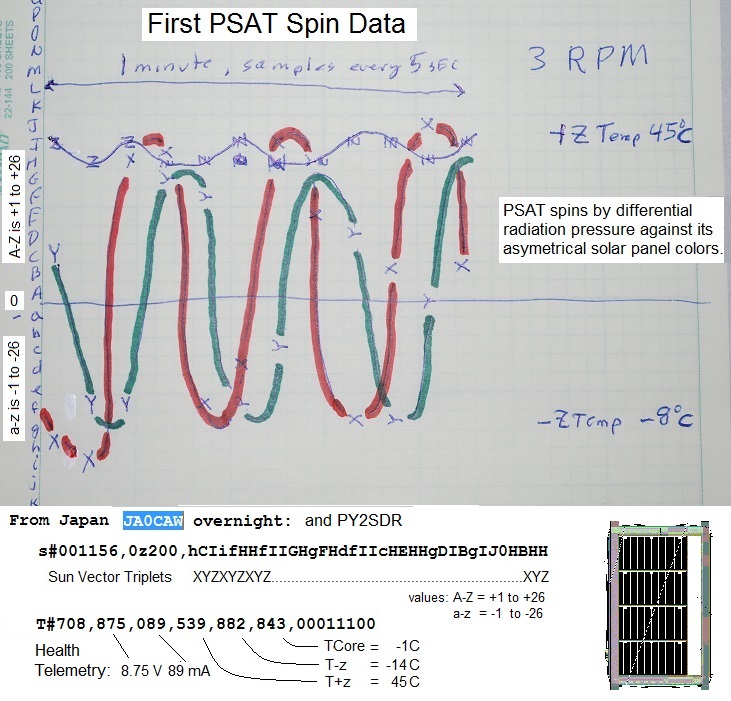 First PSAT Spin Data
22-144 200 SHEETS
1 minute, samples every 5 SEC
3 RPM
+Z Temp 45°C
A-Z is +1 to +26
0
a-z is -1 to -26
PSAT spins by differential
radiation pressure against its
asymetrical solar panel colors.
-Z Temp -8°C
From Japan JA0CAW overnight: and PY2SDR
s#001156,0z200,hCIifHHfIIGHgFHdfIIcHEHHgDIBgIJ0HBHH
Sun Vector Triplets XYZXYZXYZ.......................................................XYZ
values: A-Z = +1 to +26
a-z = -1 to -26
T#708,875,089,539,882,843,00011100
Health
Telemetry: 8.75 V 89 mA
TCore = -1C
T-z = -14C
T+z = 45C